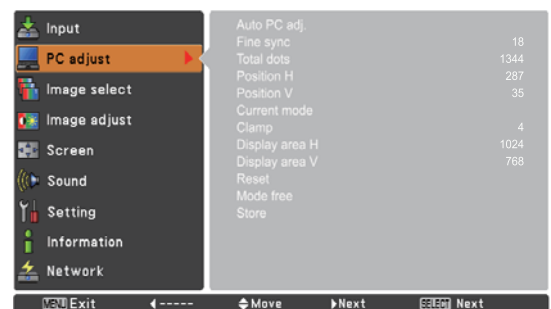 Input
PC adjust
Image select
Image adjust
Screen
Sound
Setting
Information
Network
Auto PC adj.
Fine sync 18
Total dots 1344
Position H 287
Position V 35
Current mode
Clamp 4
Display area H 1024
Display area V 768
Reset
Mode free
Store
MENU Exit ----- Move Next SELECT Next